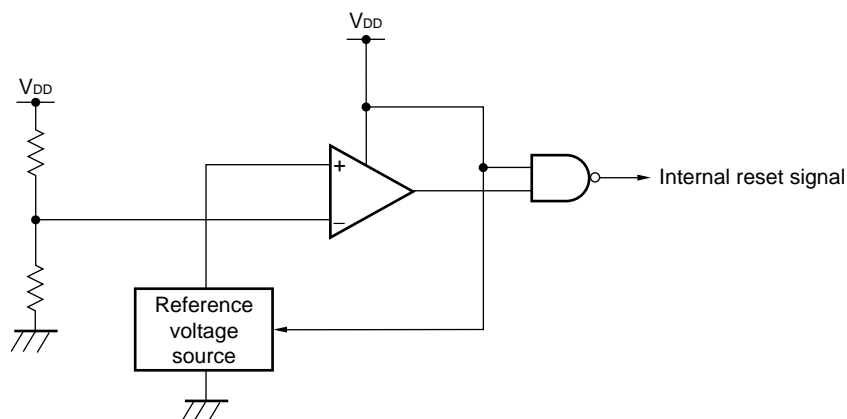 VDD
VDD
+
−
Internal reset signal
Reference
voltage
source